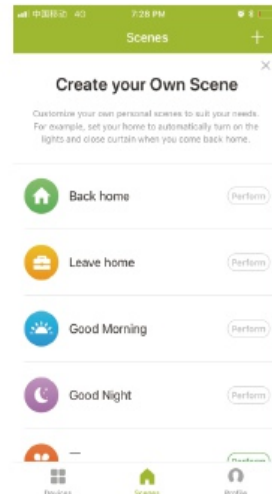 中国移动 4G 7:28 PM
Scenes +
×
Create your Own Scene
Customize your own personal scenes to suit your needs.
For example, set your home to automatically turn on the
lights and close curtain when you come back home.
Back home Perform
Leave home Perform
Good Morning Perform
Good Night Perform
Perform
Devices Scenes Profile